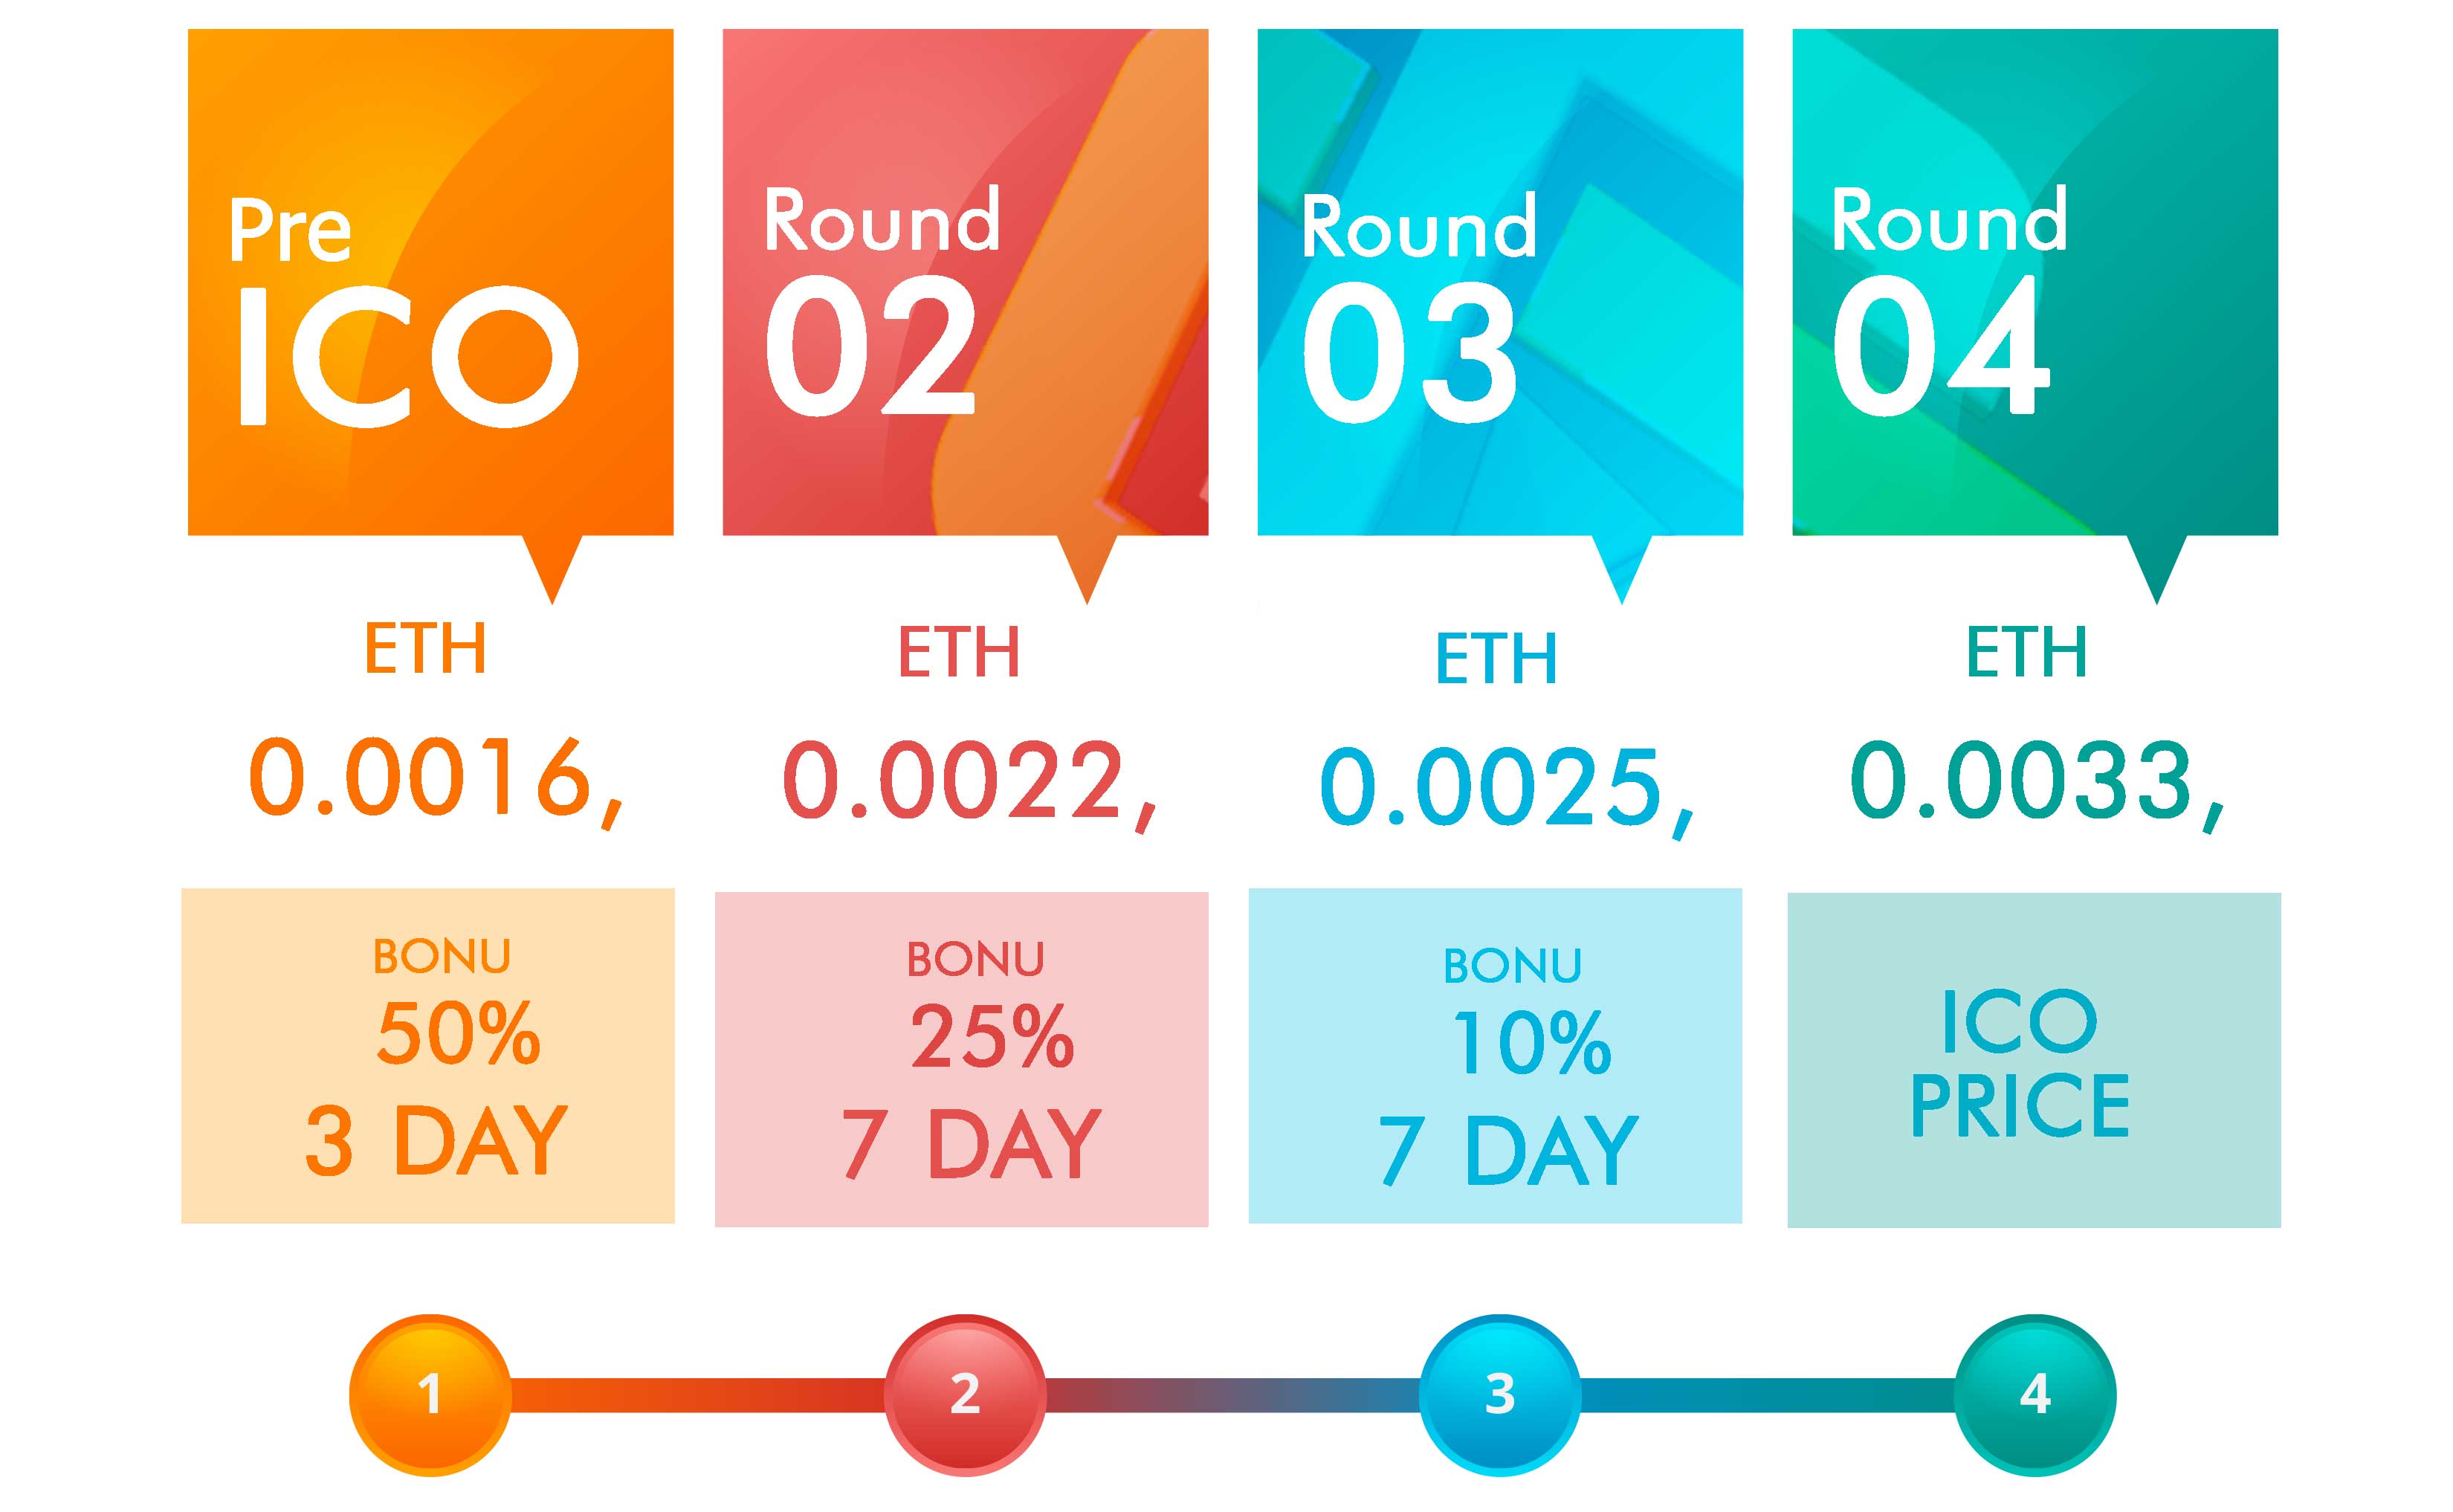 Pre
ICO
ETH
0.0016,
BONU
50%
3 DAY
Round
02
ETH
0.0022,
BONU
25%
7 DAY
Round
03
ETH
0.0025,
BONU
10%
7 DAY
Round
04
ETH
0.0033,
ICO
PRICE
1
2
3
4